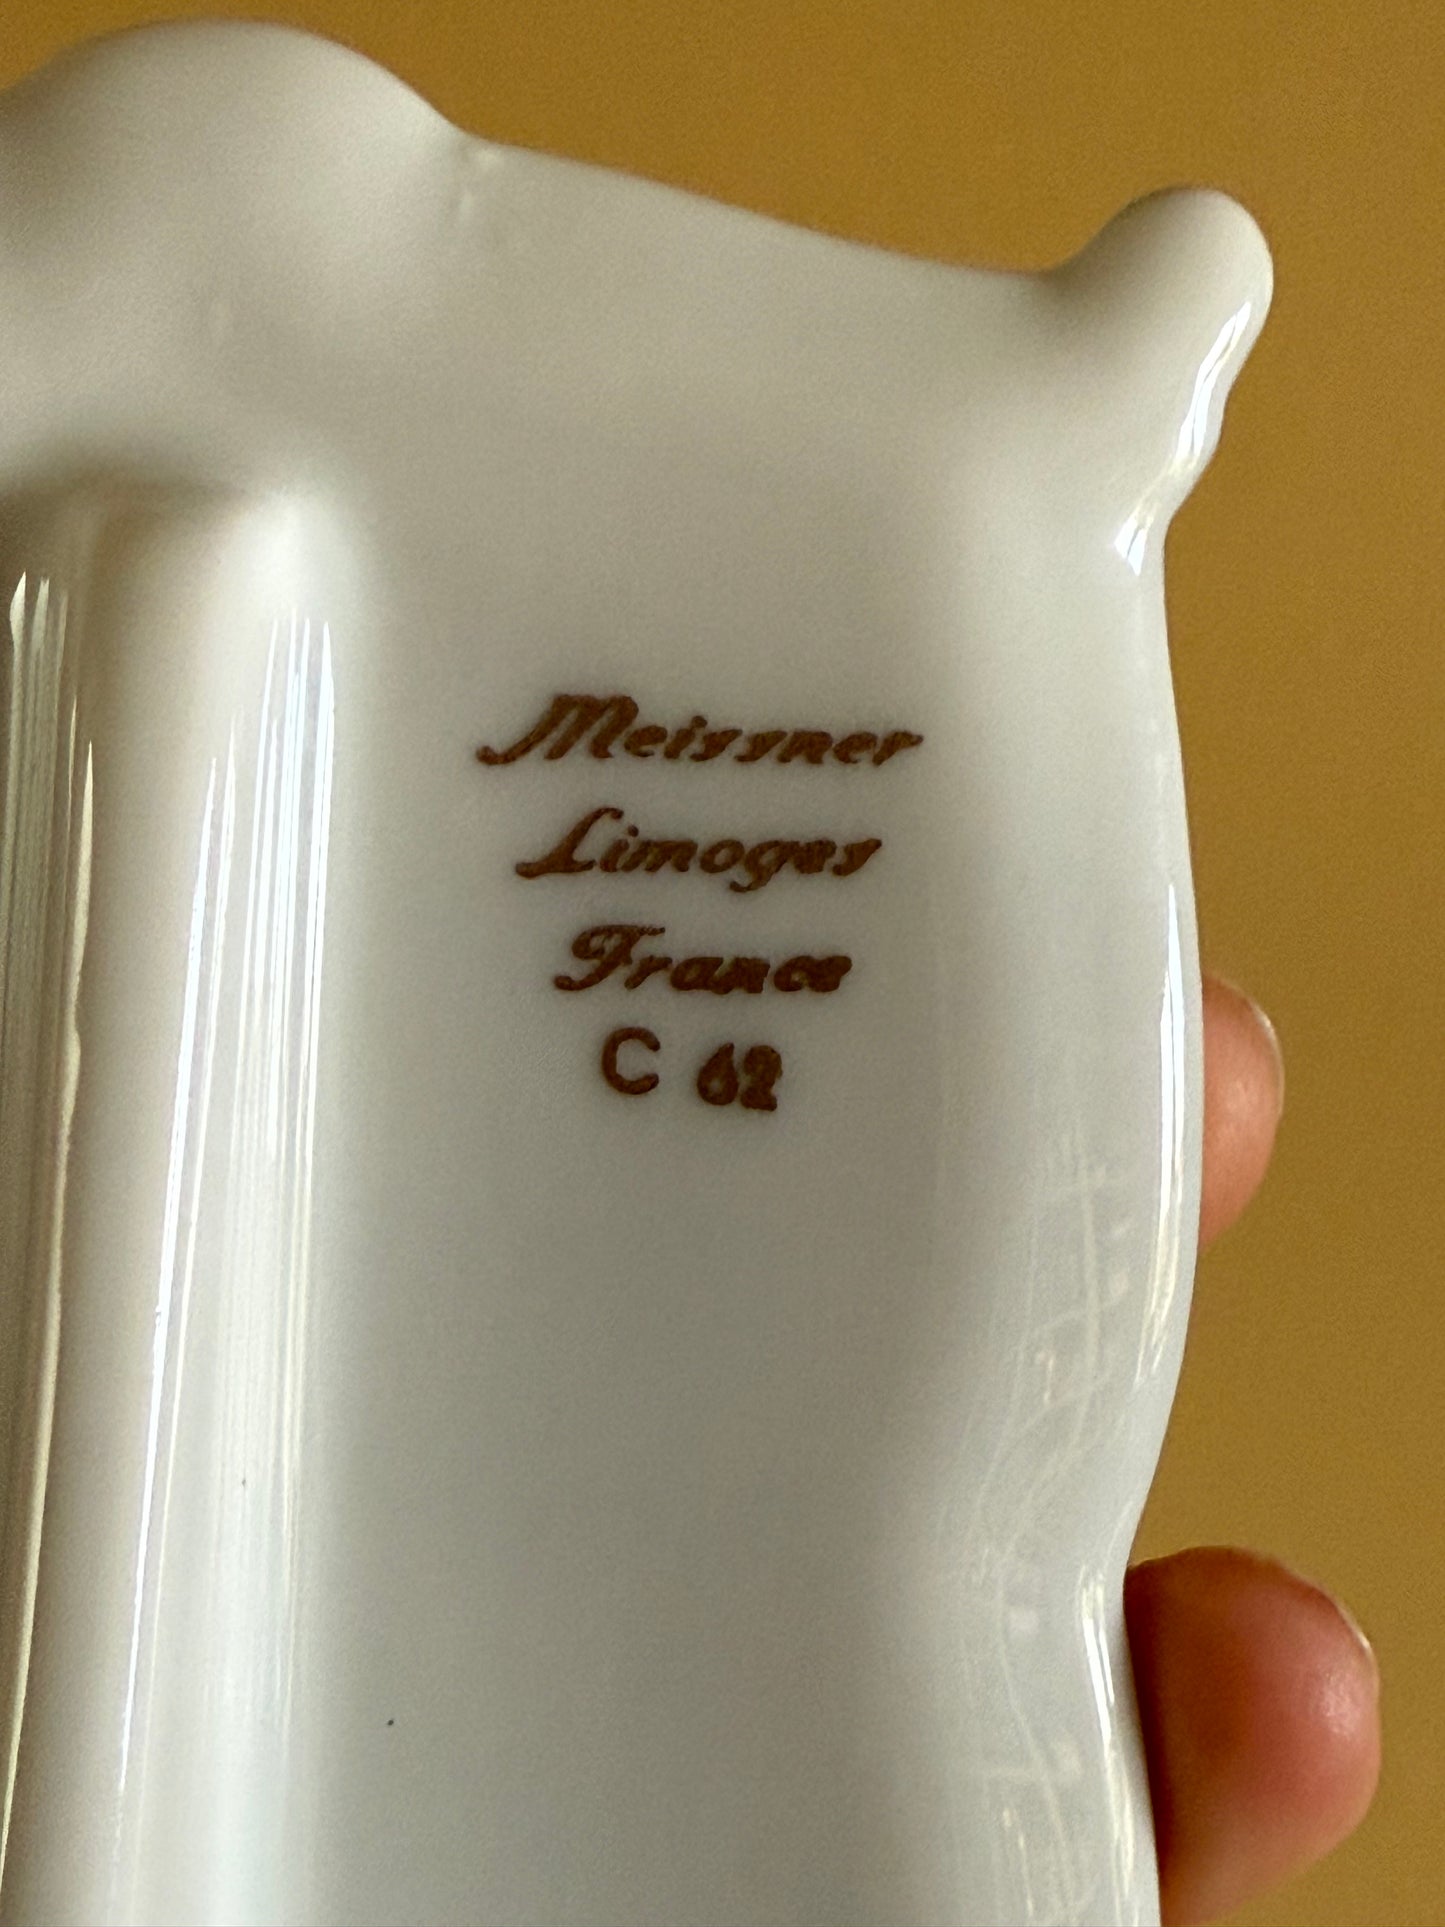 Meissner
Limoges
France
C 62